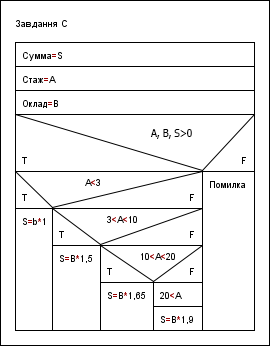 Завдання С
Сумма=S
Стаж=A
Оклад=B
A, B, S>0
T F
A<3 Помилка
T F
S=b*1 3<A<10
T F
S=B*1,5 10<A<20
T F
S=B*1,65 20<A
S=B*1,9